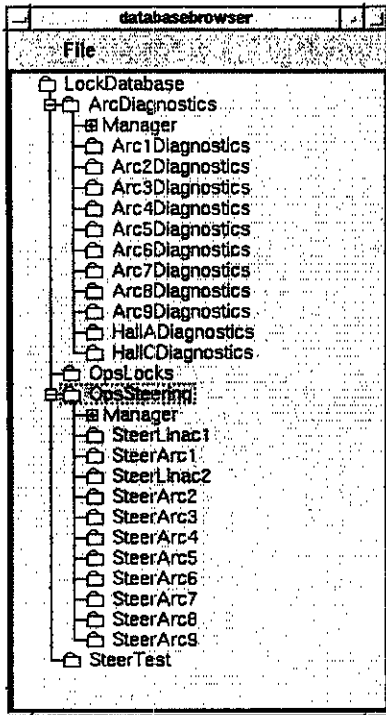 databasebrowser
File
LockDatabase
ArcDiagnostics
Manager
Arc1Diagnostics
Arc2Diagnostics
Arc3Diagnostics
Arc4Diagnostics
Arc5Diagnostics
Arc6Diagnostics
Arc7Diagnostics
Arc8Diagnostics
Arc9Diagnostics
HallADiagnostics
HallCDiagnostics
OpsLocks
OpsSteering
Manager
SteerLinac1
SteerArc1
SteerLinac2
SteerArc2
SteerArc3
SteerArc4
SteerArc5
SteerArc6
SteerArc7
SteerArc8
SteerArc9
SteerTest